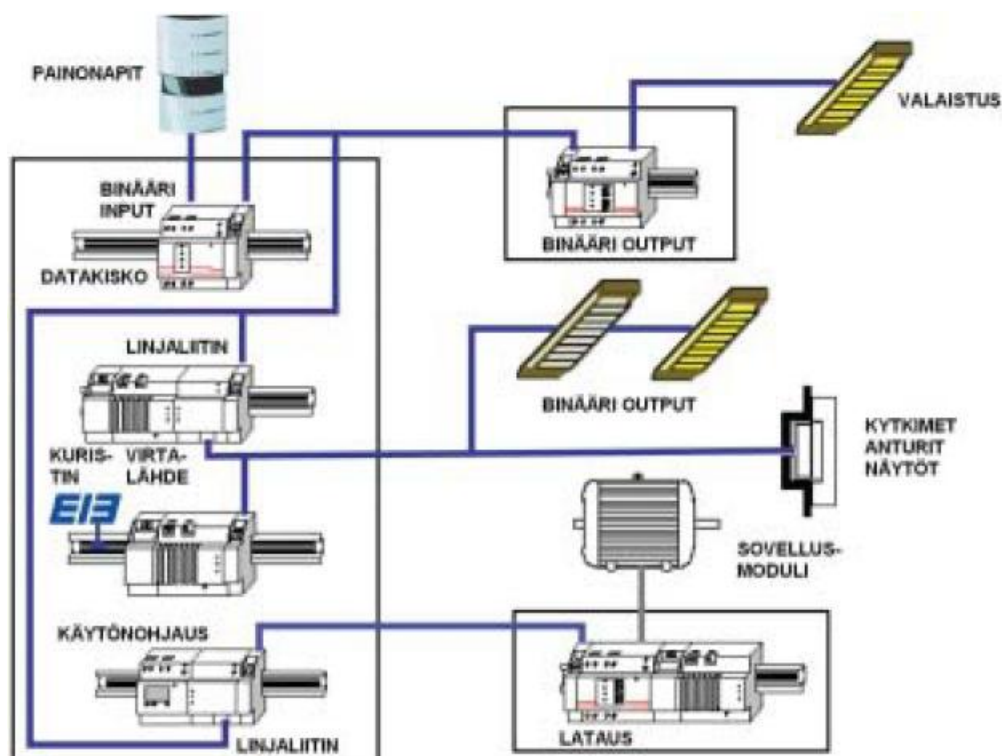 PAINONAPIT
VALAISTUS
BINÄÄRI
INPUT
BINÄÄRI OUTPUT
DATAKISKO
LINJALIITIN
BINÄÄRI OUTPUT
KYTKIMET
ANTURIT
NÄYTÖT
KURIS-
TIN
VIRTA-
LÄHDE
EIB
SOVELLUS-
MODULI
KÄYTÖNOHJAUS
LINJALIITIN
LATAUS